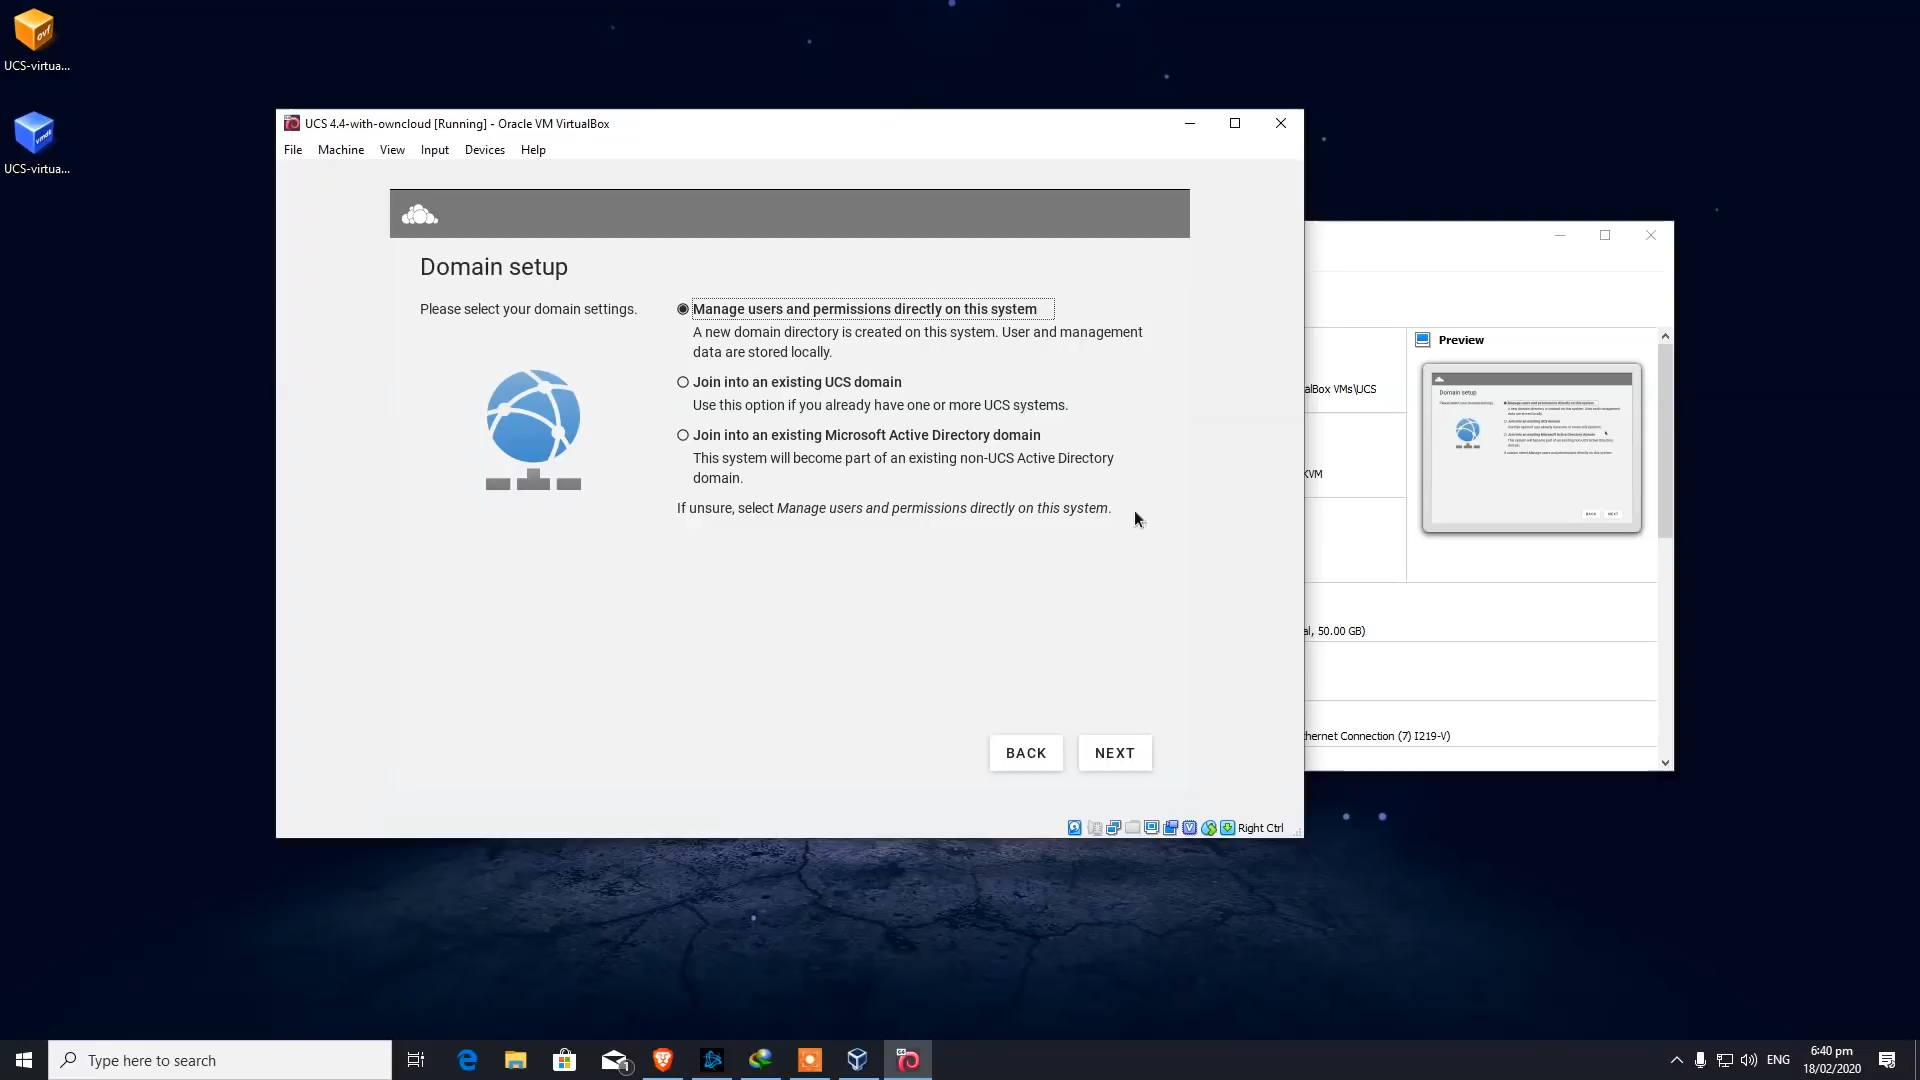 UCS-virtua...
UCS-virtua...
UCS 4.4-with-owncloud [Running] - Oracle VM VirtualBox
File Machine View Input Devices Help
Domain setup
Please select your domain settings.
Manage users and permissions directly on this system
A new domain directory is created on this system. User and management
data are stored locally.
Join into an existing UCS domain
Use this option if you already have one or more UCS systems.
Join into an existing Microsoft Active Directory domain
This system will become part of an existing non-UCS Active Directory
domain.
If unsure, select Manage users and permissions directly on this system.
BACK NEXT
Right Ctrl
Preview
alBox VMs\UCS
Domain setup
BACK NEXT
KVM
al, 50.00 GB)
thernet Connection (7) I219-V)
Type here to search
1
ENG
6:40 pm
18/02/2020